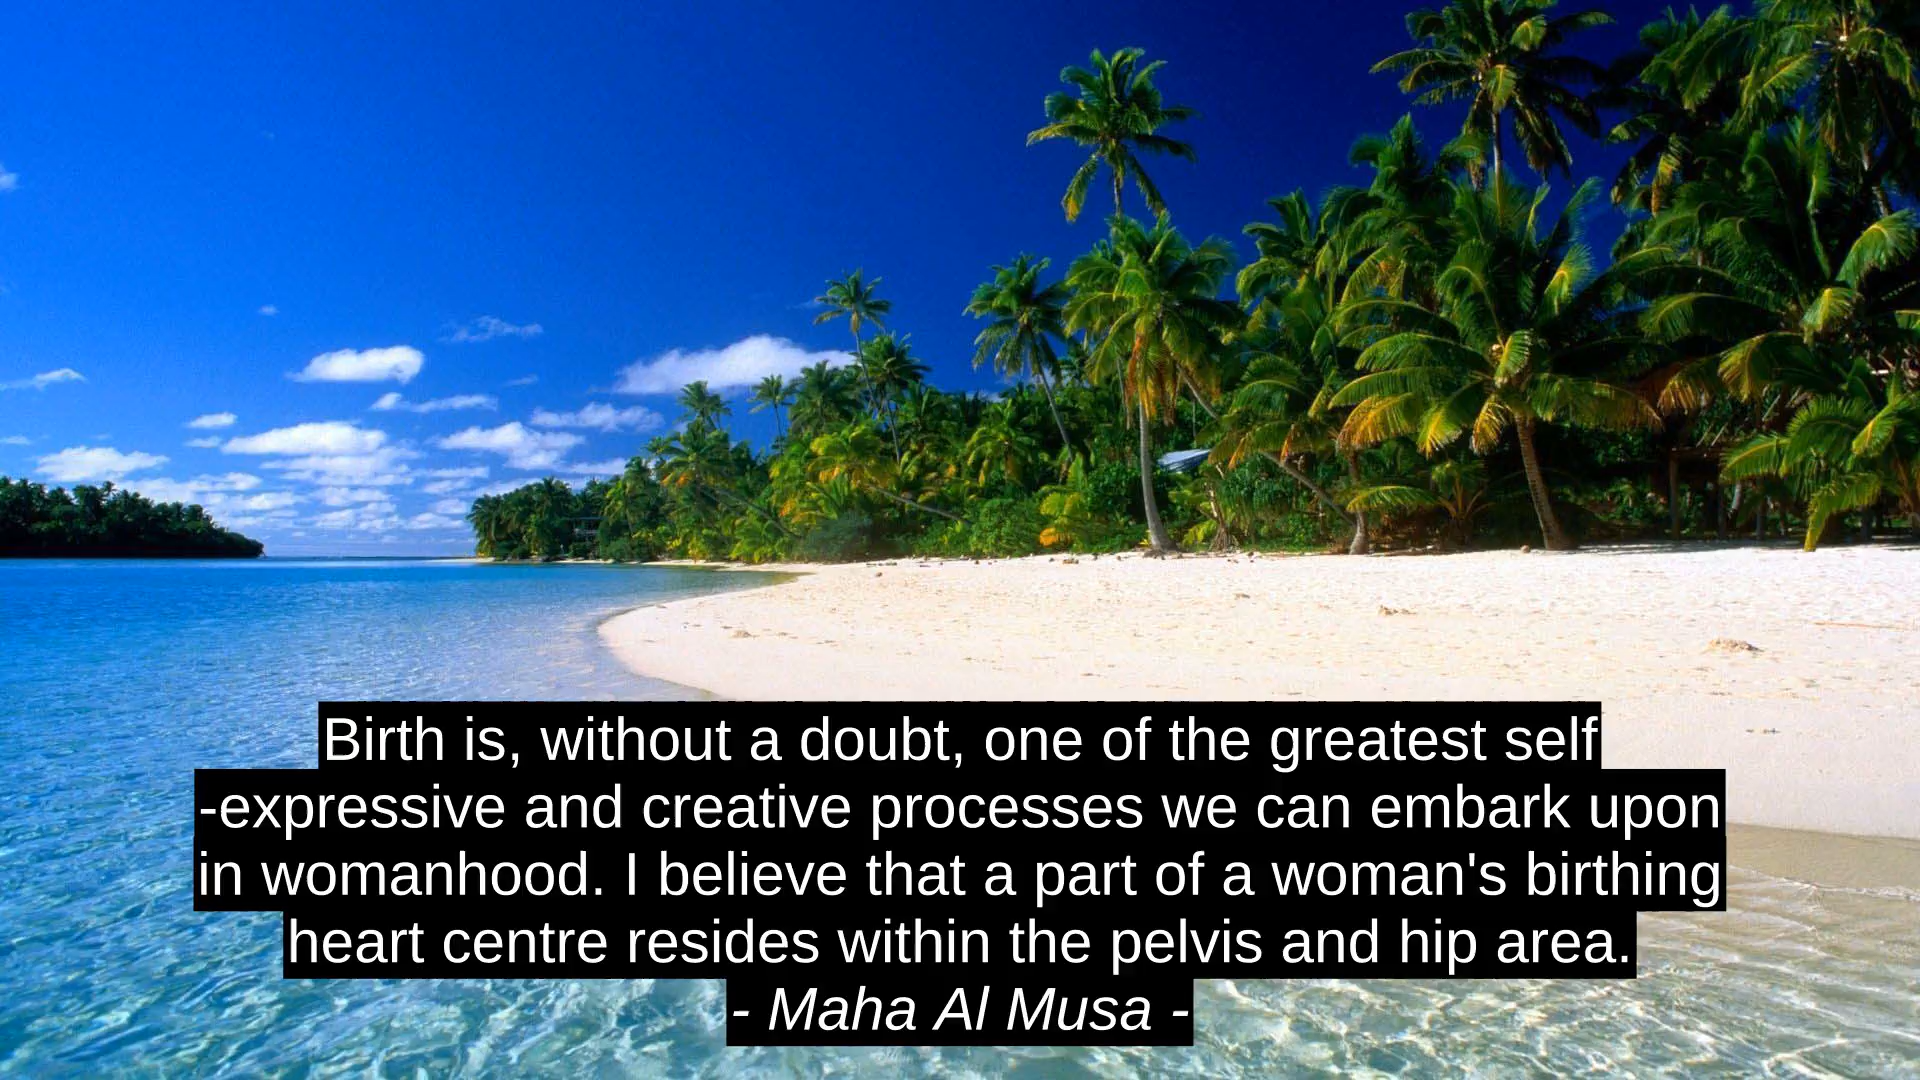 Birth is, without a doubt, one of the greatest self
-expressive and creative processes we can embark upon
in womanhood. I believe that a part of a woman's birthing
heart centre resides within the pelvis and hip area.
- Maha Al Musa -